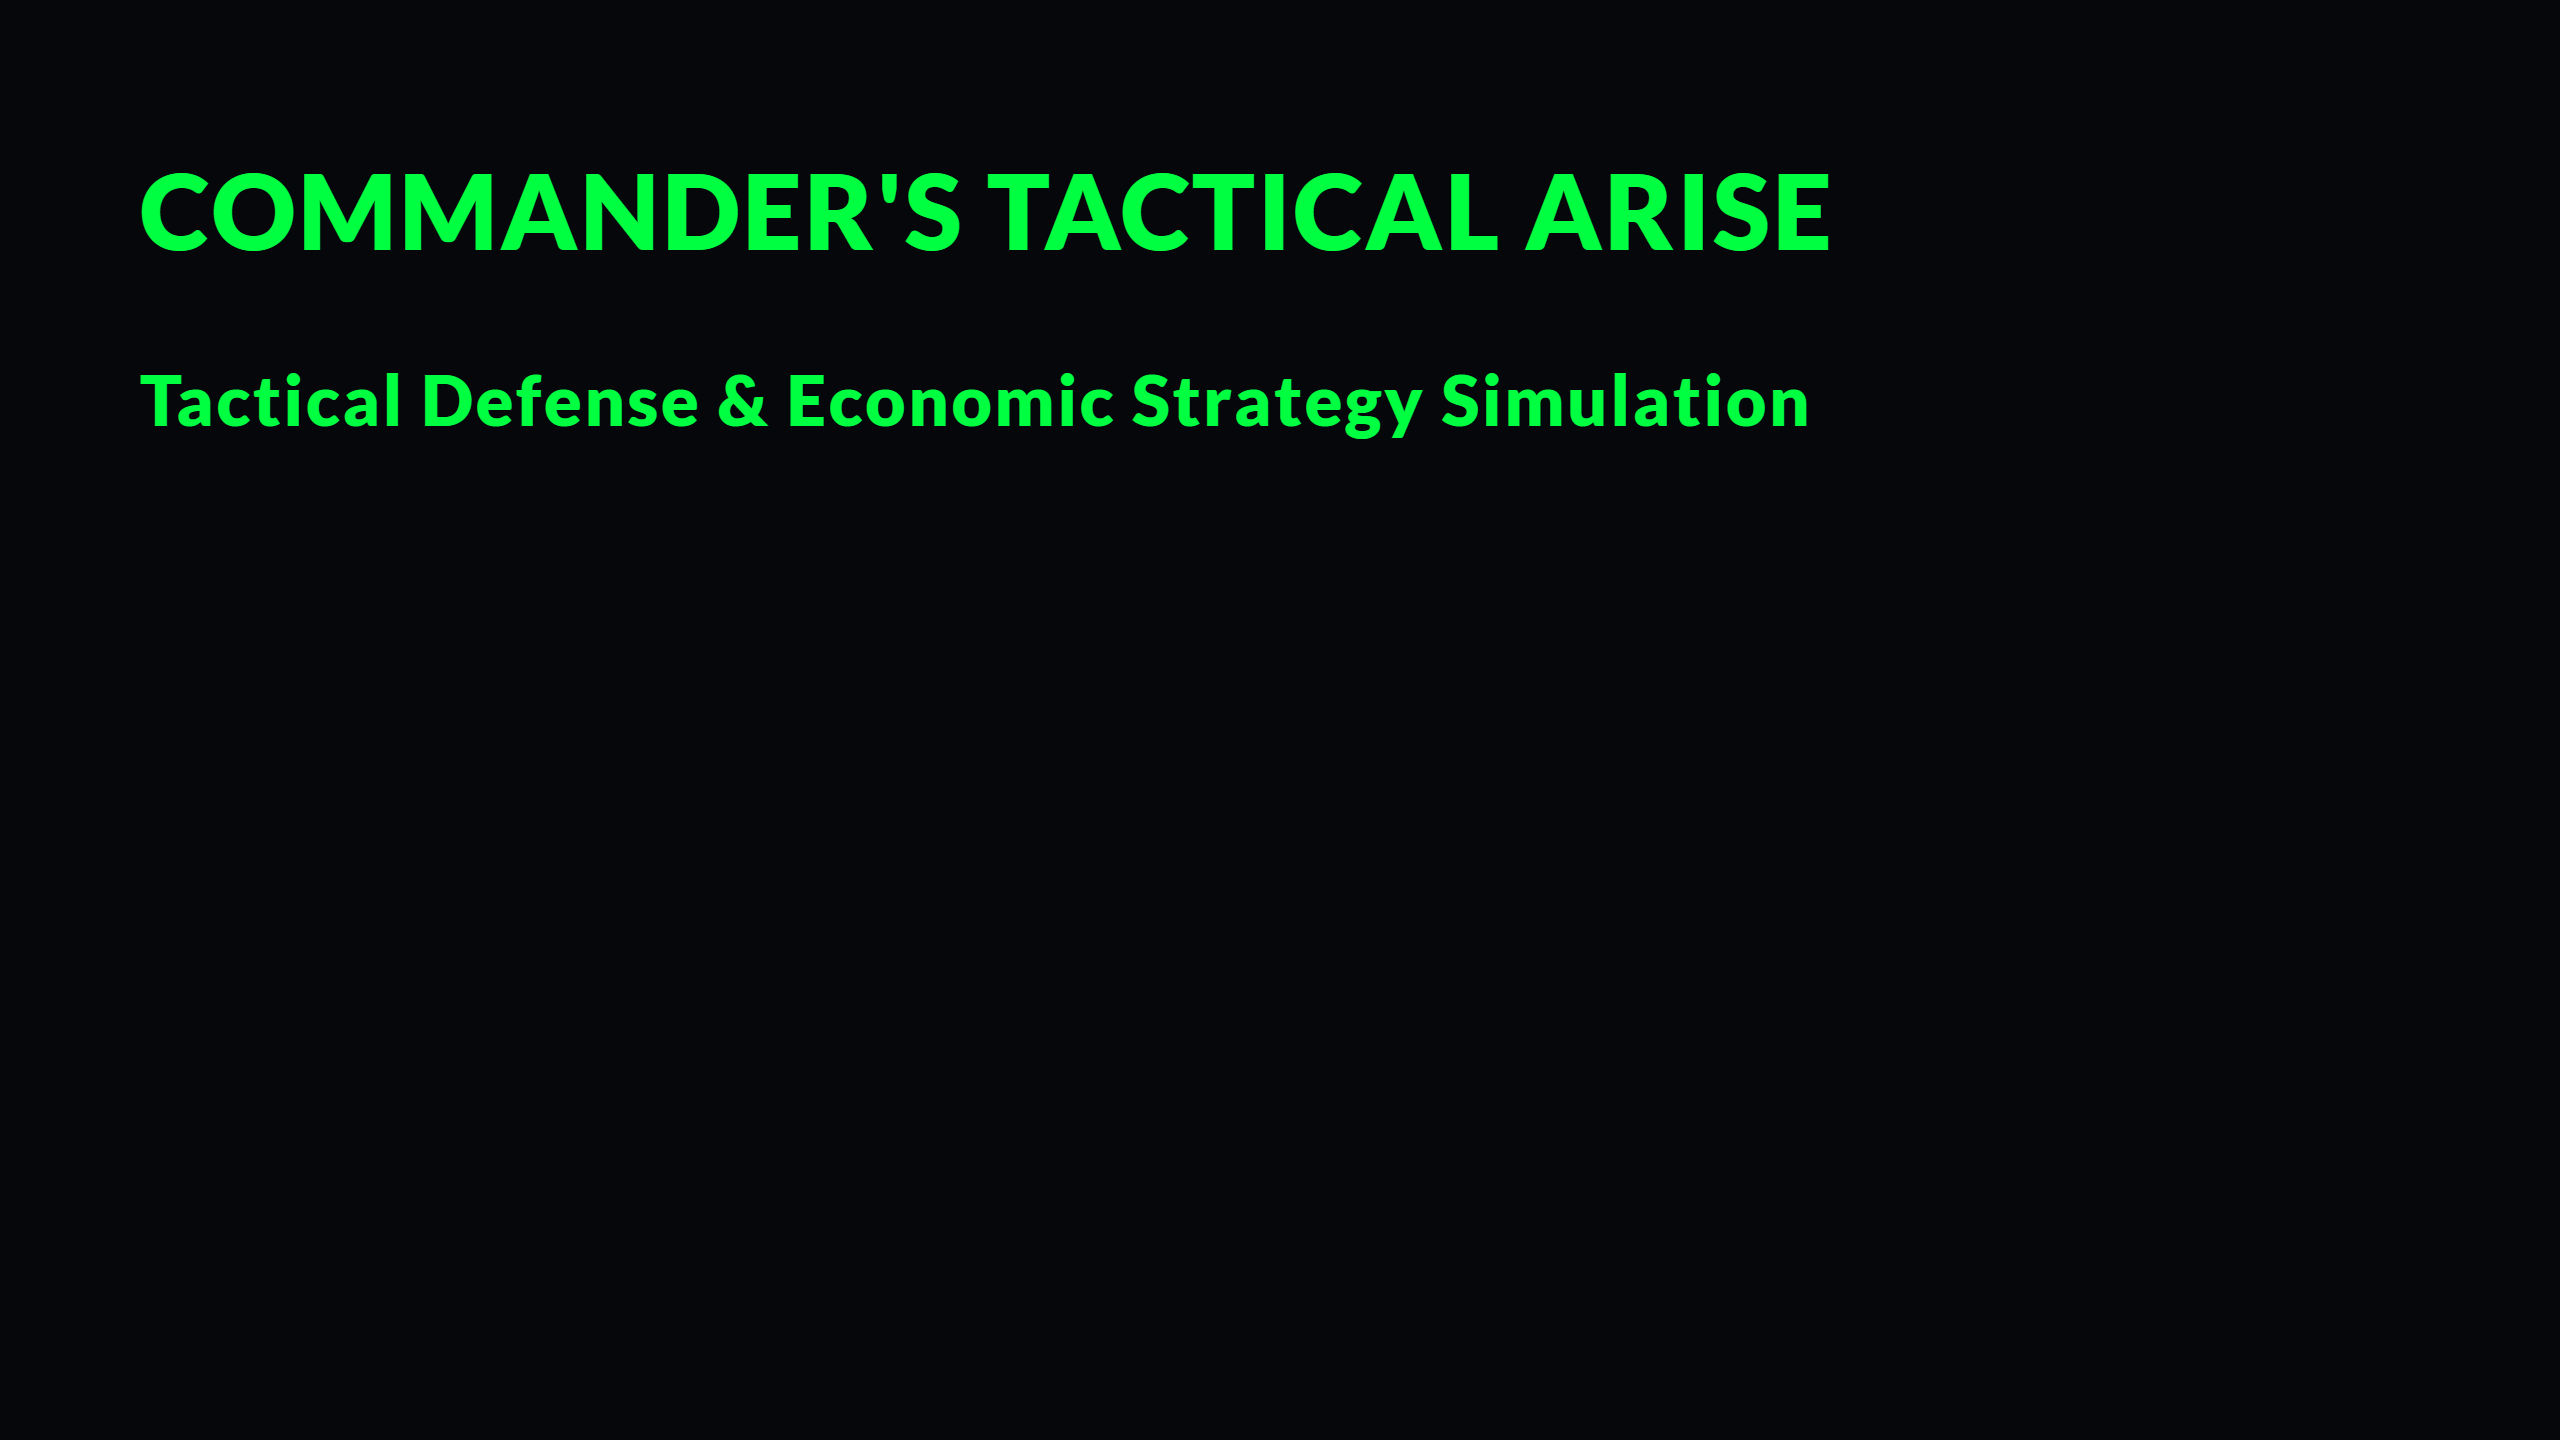 COMMANDER'S TACTICAL ARISE
Tactical Defense & Economic Strategy Simulation